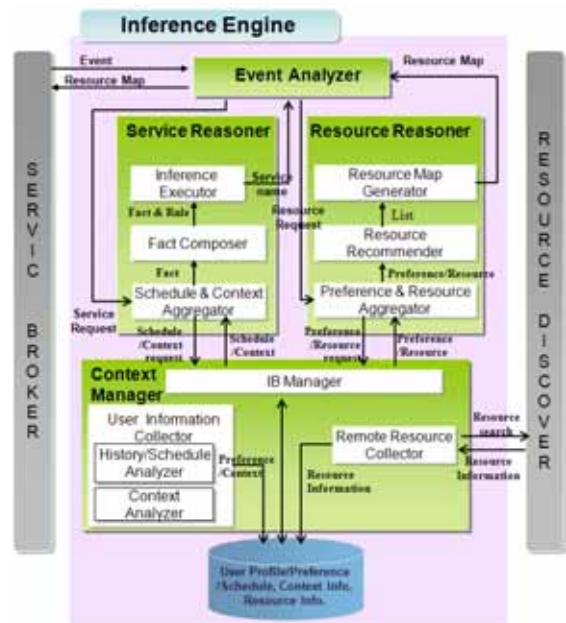 Inference Engine
Event
Resource Map
Event Analyzer
Resource Map
Service Reasoner
Resource Reasoner
Inference
Executor
Service
name
Resource
Request
Resource Map
Generator
Fact & Rule
List
Fact Composer
Resource
Recommender
Fact
Preference/Resource
Schedule & Context
Aggregator
Preference & Resource
Aggregator
Service
Request
Schedule
/Context
request
Schedule
/Context
Preference
/Resource
request
Preference
/Resource
Context
Manager
IB Manager
User Information
Collector
History/Schedule
Analyzer
Context
Analyzer
Preference
/Context
Remote Resource
Collector
Resource
Information
Resource
search
Resource
Information
User Profile/Preference
/Schedule, Context Info,
Resource Info.
SERVIC BROKER
RESOURCE DISCOVER